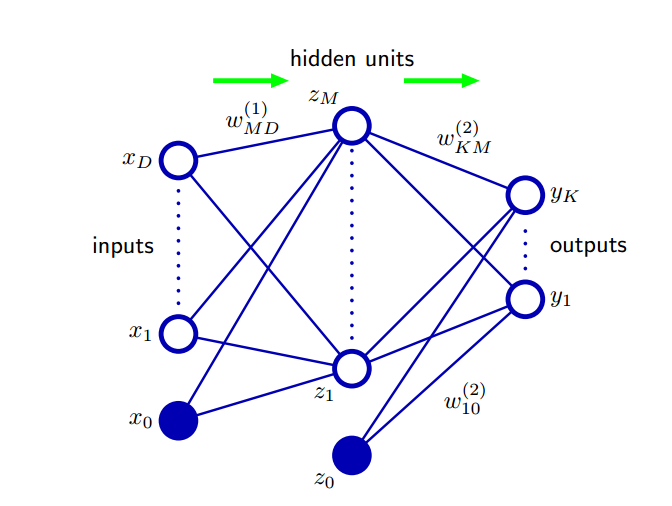 hidden units
z_M
w_{MD}^{(1)}
w_{KM}^{(2)}
x_D
y_K
inputs
outputs
y_1
x_1
z_1
w_{10}^{(2)}
x_0
z_0